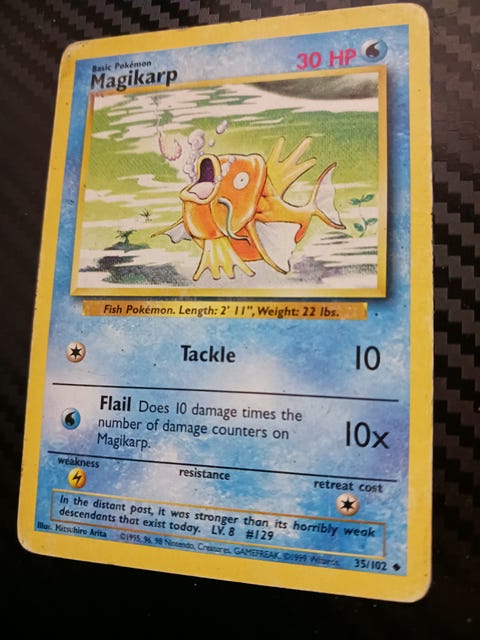 Basic Pokémon
Magikarp
30 HP
Fish Pokémon. Length: 2' 11", Weight: 22 lbs.
Tackle 10
Flail Does 10 damage times the
number of damage counters on
Magikarp.
10x
weakness
resistance
retreat cost
In the distant past, it was stronger than its horribly weak
descendants that exist today. LV. 8 #129
Illus. Mitsuhiro Arita ©1995, 96, 98 Nintendo, Creatures, GAMEFREAK. ©1999 Wizards. 35/102